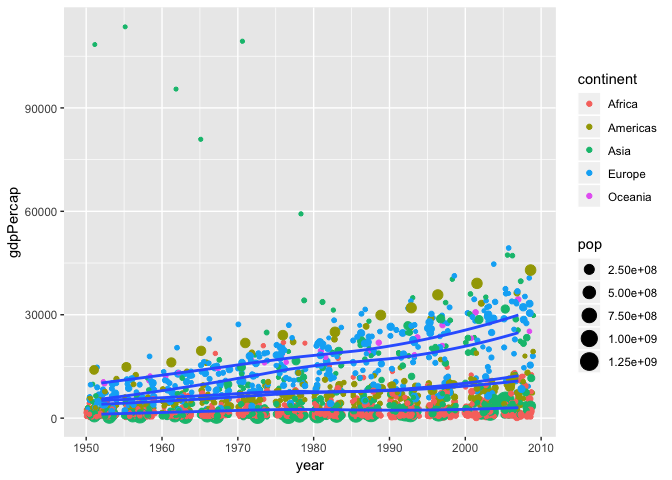 gdpPercap
90000
60000
30000
0
1950
1960
1970
1980
1990
2000
2010
year
continent
Africa
Americas
Asia
Europe
Oceania
pop
2.50e+08
5.00e+08
7.50e+08
1.00e+09
1.25e+09